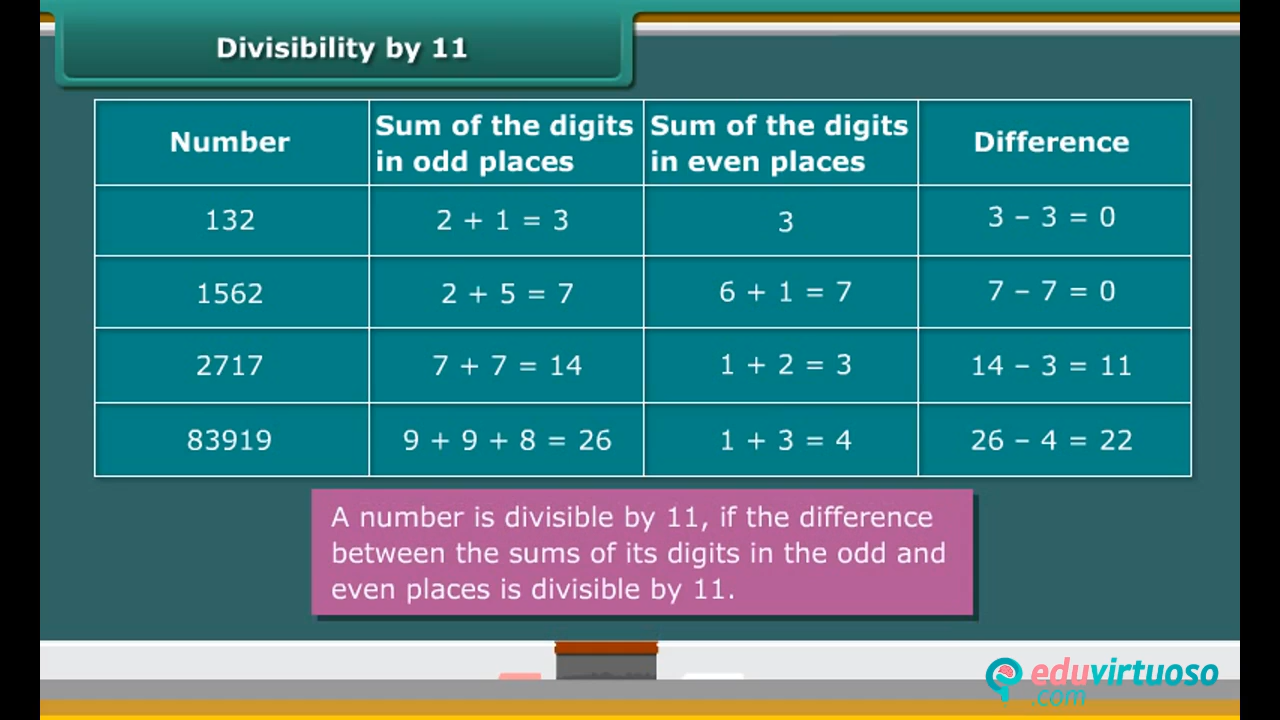 Divisibility by 11
Number
Sum of the digits
in odd places
Sum of the digits
in even places
Difference
132
2 + 1 = 3
3
3 – 3 = 0
1562
2 + 5 = 7
6 + 1 = 7
7 – 7 = 0
2717
7 + 7 = 14
1 + 2 = 3
14 – 3 = 11
83919
9 + 9 + 8 = 26
1 + 3 = 4
26 – 4 = 22
A number is divisible by 11, if the difference
between the sums of its digits in the odd and
even places is divisible by 11.
eduvirtuoso
.com